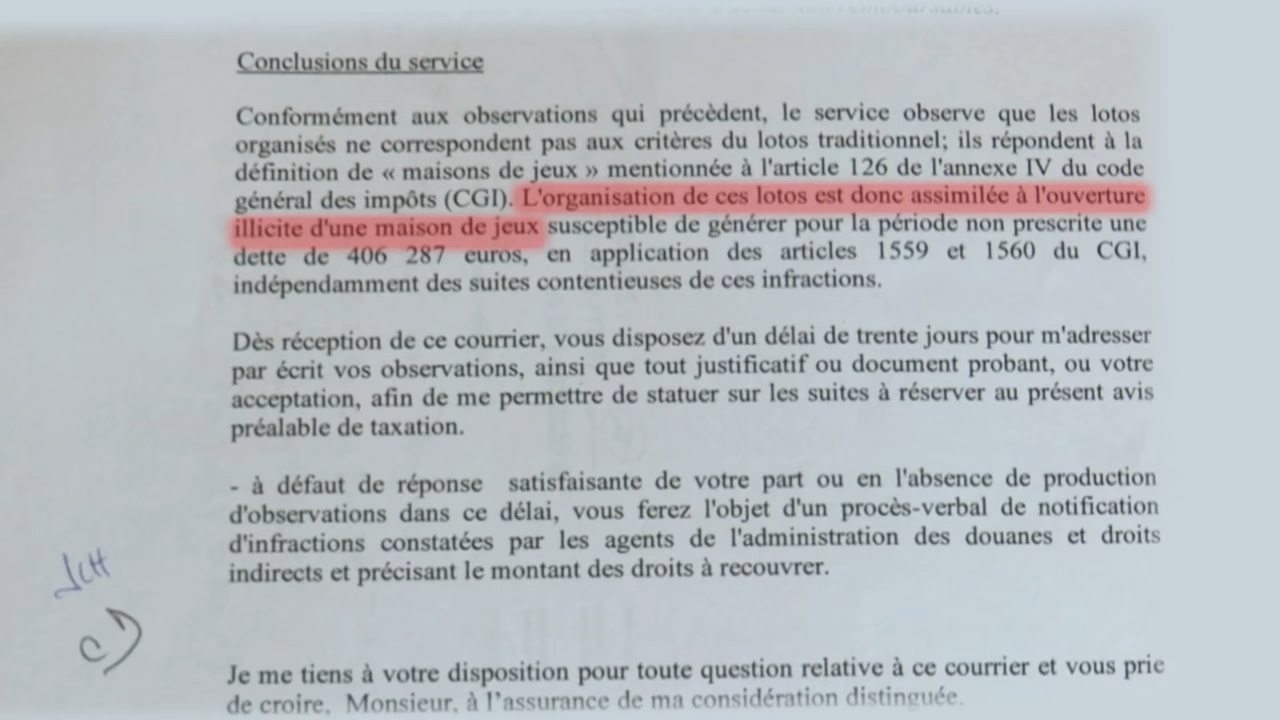 Conclusions du service
Conformément aux observations qui précèdent, le service observe que les lotos
organisés ne correspondent pas aux critères du lotos traditionnel; ils répondent à la
définition de « maisons de jeux » mentionnée à l'article 126 de l'annexe IV du code
général des impôts (CGI). L'organisation de ces lotos est donc assimilée à l'ouverture
illicite d'une maison de jeux susceptible de générer pour la période non prescrite une
dette de 406 287 euros, en application des articles 1559 et 1560 du CGI,
indépendamment des suites contentieuses de ces infractions.
Dès réception de ce courrier, vous disposez d'un délai de trente jours pour m'adresser
par écrit vos observations, ainsi que tout justificatif ou document probant, ou votre
acceptation, afin de me permettre de statuer sur les suites à réserver au présent avis
préalable de taxation.
- à défaut de réponse satisfaisante de votre part ou en l'absence de production
d'observations dans ce délai, vous ferez l'objet d'un procès-verbal de notification
d'infractions constatées par les agents de l'administration des douanes et droits
indirects et précisant le montant des droits à recouvrer.
Je me tiens à votre disposition pour toute question relative à ce courrier et vous prie
de croire, Monsieur, à l'assurance de ma considération distinguée.